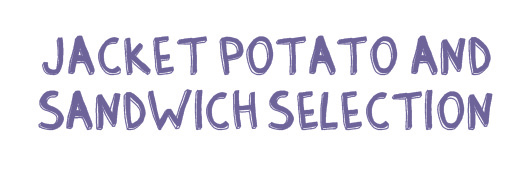 JACKET POTATO AND
SANDWICH SELECTION